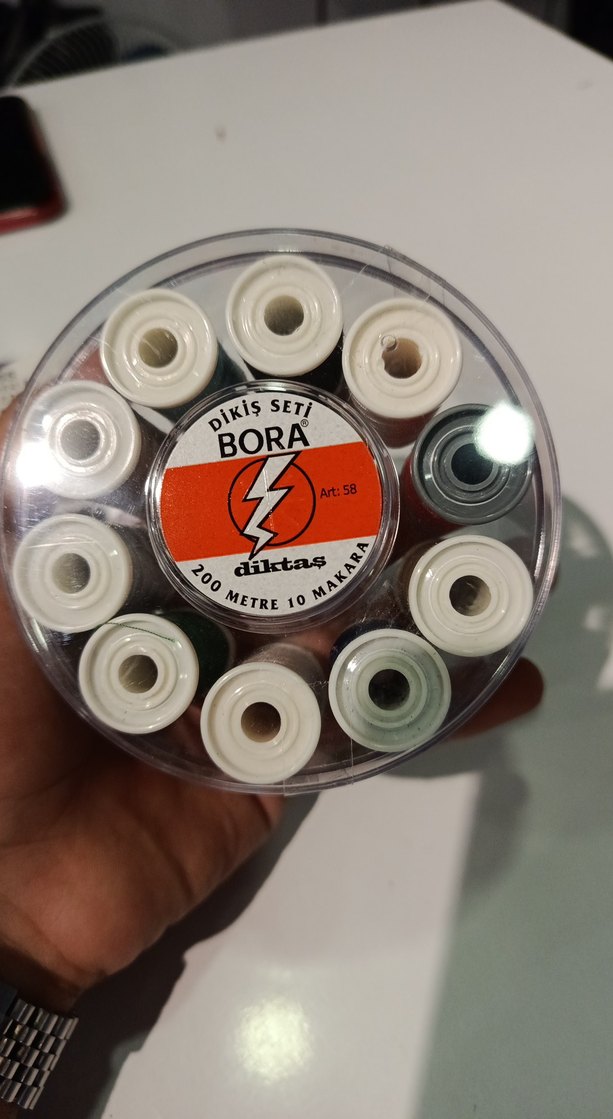 DİKİŞ SETİ
BORA®
Art: 58
diktaş
200 METRE 10 MAKARA